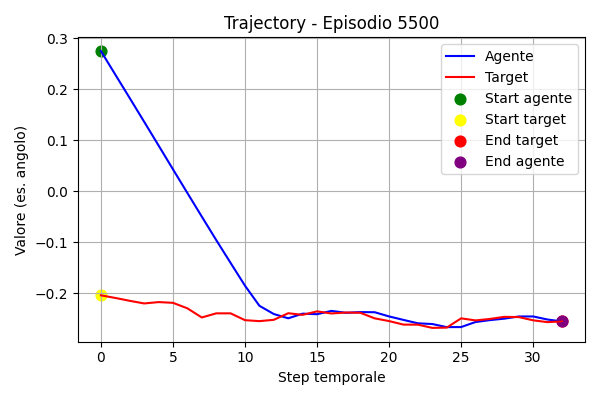 Trajectory - Episodio 5500
Valore (es. angolo)
0.3
0.2
0.1
0.0
−0.1
−0.2
Agente
Target
Start agente
Start target
End target
End agente
0 5 10 15 20 25 30
Step temporale